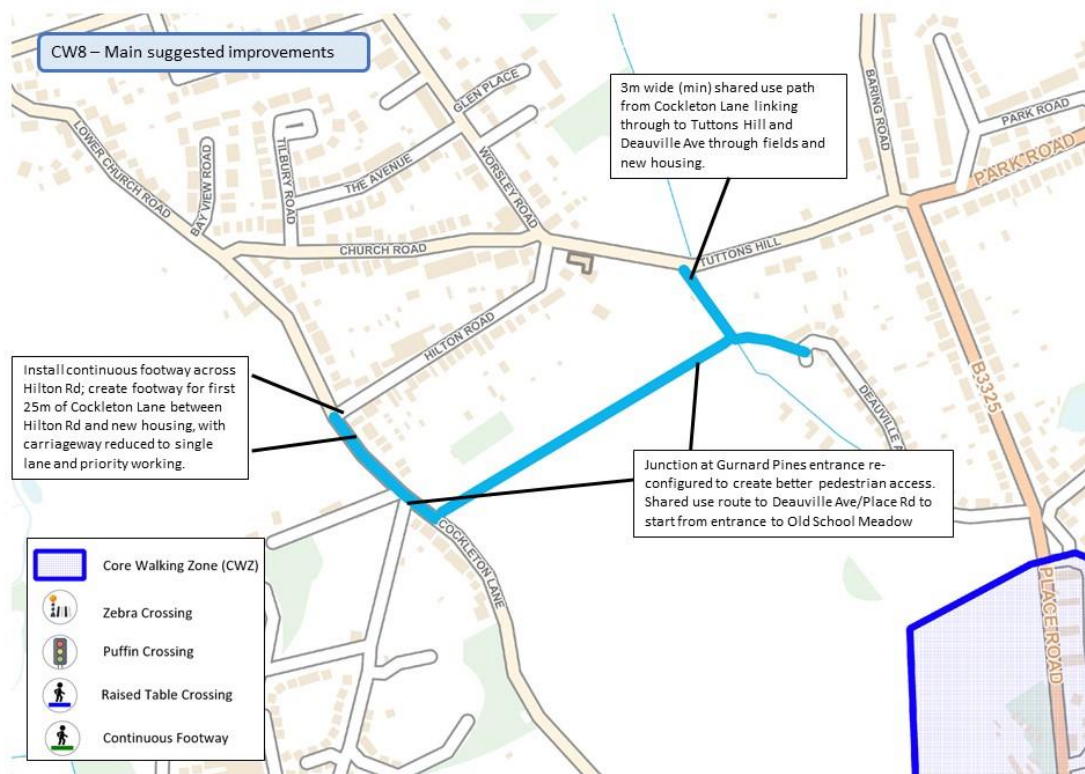 CW8 – Main suggested improvements
3m wide (min) shared use path
from Cockleton Lane linking
through to Tuttons Hill and
Deauville Ave through fields and
new housing.
GLEN PLACE
BARING ROAD
PARK ROAD
PARK ROAD
LOWER CHURCH ROAD
TILBURY ROAD
THE AVENUE
WORSLEY ROAD
BAY VIEW ROAD
CHURCH ROAD
TUTTONS HILL
HILTON ROAD
B3325
Install continuous footway across
Hilton Rd; create footway for first
25m of Cockleton Lane between
Hilton Rd and new housing, with
carriageway reduced to single
lane and priority working.
DEAUVILLE A
Junction at Gurnard Pines entrance re-
configured to create better pedestrian access.
Shared use route to Deauville Ave/Place Rd to
start from entrance to Old School Meadow
COCKLETON LANE
PLACE ROAD
Core Walking Zone (CWZ)
Zebra Crossing
Puffin Crossing
Raised Table Crossing
Continuous Footway